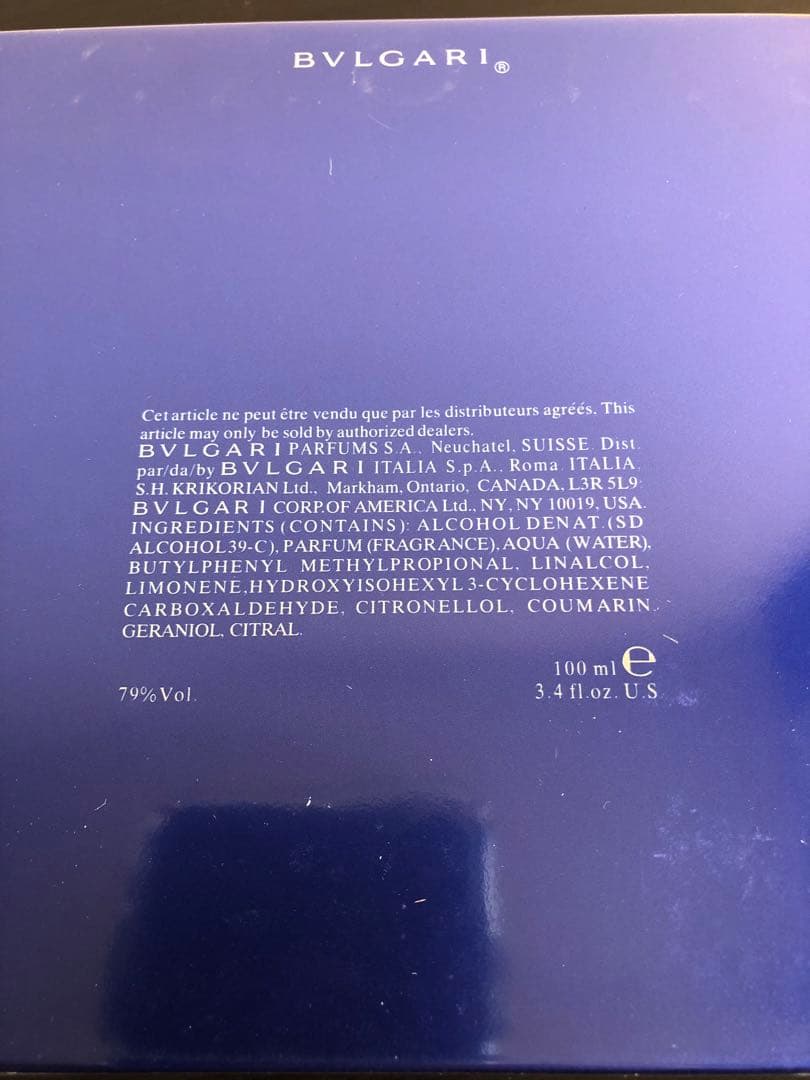 BVLGARI®
Cet article ne peut être vendu que par les distributeurs agréés. This
article may only be sold by authorized dealers.
BVLGARI PARFUMS S.A., Neuchatel, SUISSE. Dist.
par/da/by BVLGARI ITALIA S.p.A., Roma ITALIA.
S.H. KRIKORIAN Ltd., Markham, Ontario, CANADA, L3R 5L9:
BVLGARI CORP.OF AMERICA Ltd., NY, NY 10019, USA.
INGREDIENTS (CONTAINS): ALCOHOL DENAT. (SD
ALCOHOL39-C), PARFUM (FRAGRANCE), AQUA (WATER),
BUTYLPHENYL METHYLPROPIONAL, LINALCOL,
LIMONENE,HYDROXYISOHEXYL 3-CYCLOHEXENE
CARBOXALDEHYDE, CITRONELLOL, COUMARIN.
GERANIOL, CITRAL.
100 ml e
79% Vol.
3.4 fl.oz. U.S